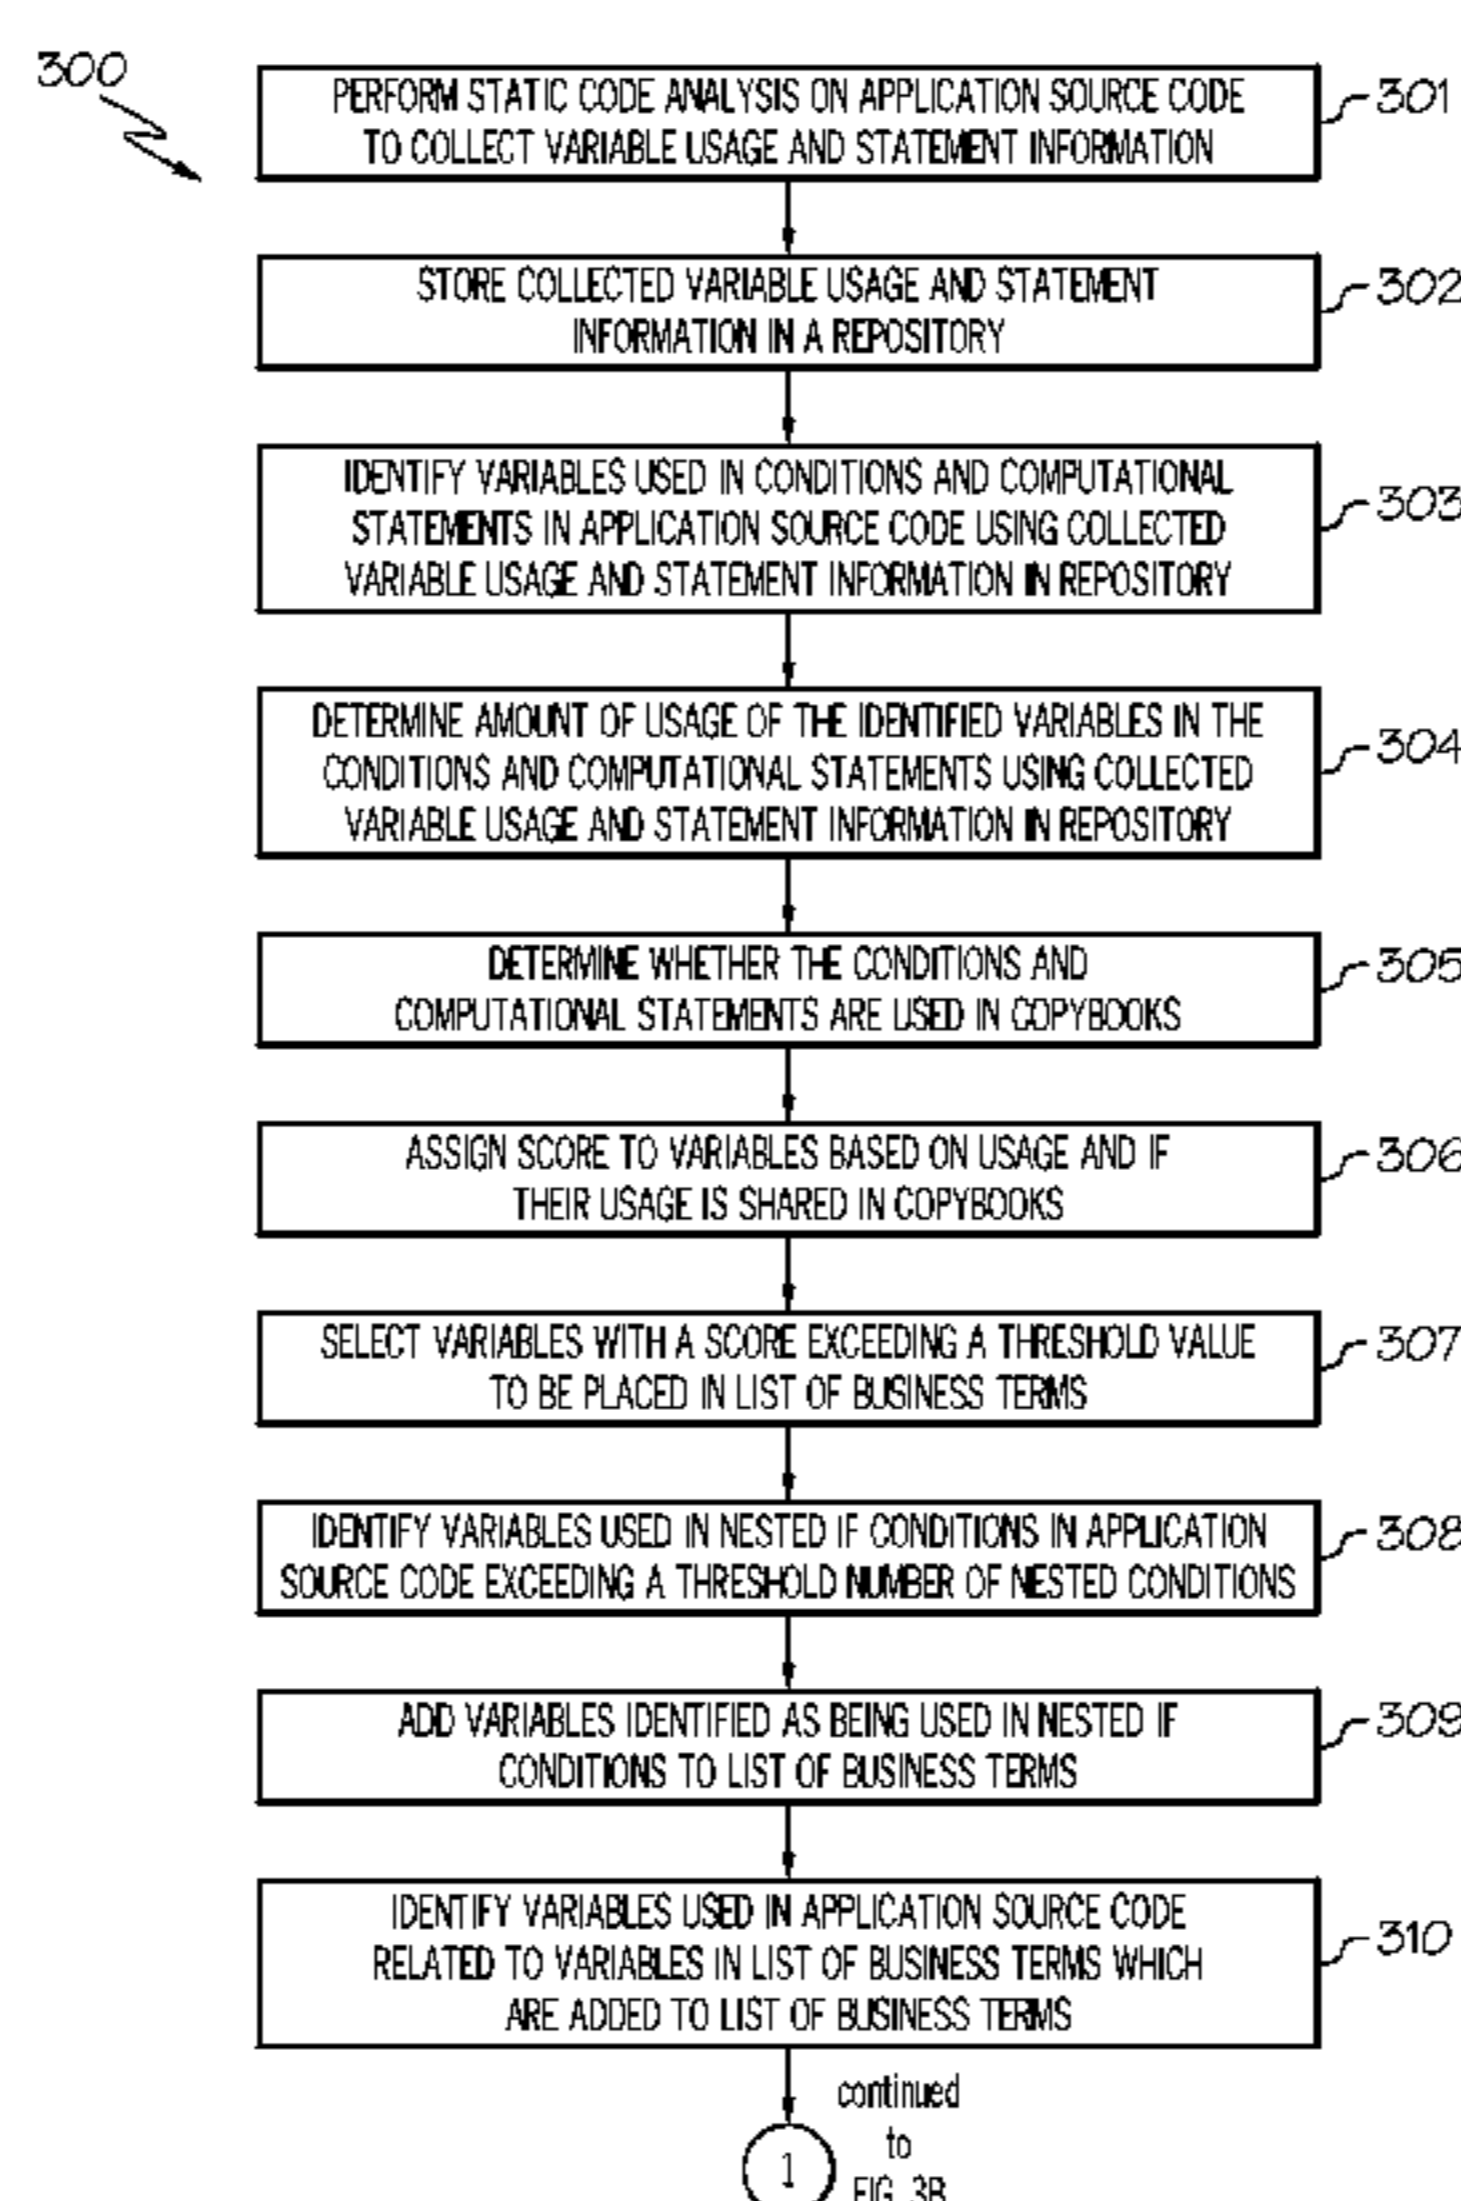 300
PERFORM STATIC CODE ANALYSIS ON APPLICATION SOURCE CODE
TO COLLECT VARIABLE USAGE AND STATEMENT INFORMATION
301
STORE COLLECTED VARIABLE USAGE AND STATEMENT
INFORMATION IN A REPOSITORY
302
IDENTIFY VARIABLES USED IN CONDITIONS AND COMPUTATIONAL
STATEMENTS IN APPLICATION SOURCE CODE USING COLLECTED
VARIABLE USAGE AND STATEMENT INFORMATION IN REPOSITORY
303
DETERMINE AMOUNT OF USAGE OF THE IDENTIFIED VARIABLES IN THE
CONDITIONS AND COMPUTATIONAL STATEMENTS USING COLLECTED
VARIABLE USAGE AND STATEMENT INFORMATION IN REPOSITORY
304
DETERMINE WHETHER THE CONDITIONS AND
COMPUTATIONAL STATEMENTS ARE USED IN COPYBOOKS
305
ASSIGN SCORE TO VARIABLES BASED ON USAGE AND IF
THEIR USAGE IS SHARED IN COPYBOOKS
306
SELECT VARIABLES WITH A SCORE EXCEEDING A THRESHOLD VALUE
TO BE PLACED IN LIST OF BUSINESS TERMS
307
IDENTIFY VARIABLES USED IN NESTED IF CONDITIONS IN APPLICATION
SOURCE CODE EXCEEDING A THRESHOLD NUMBER OF NESTED CONDITIONS
308
ADD VARIABLES IDENTIFIED AS BEING USED IN NESTED IF
CONDITIONS TO LIST OF BUSINESS TERMS
309
IDENTIFY VARIABLES USED IN APPLICATION SOURCE CODE
RELATED TO VARIABLES IN LIST OF BUSINESS TERMS WHICH
ARE ADDED TO LIST OF BUSINESS TERMS
310
continued
to
FIG. 3B
1